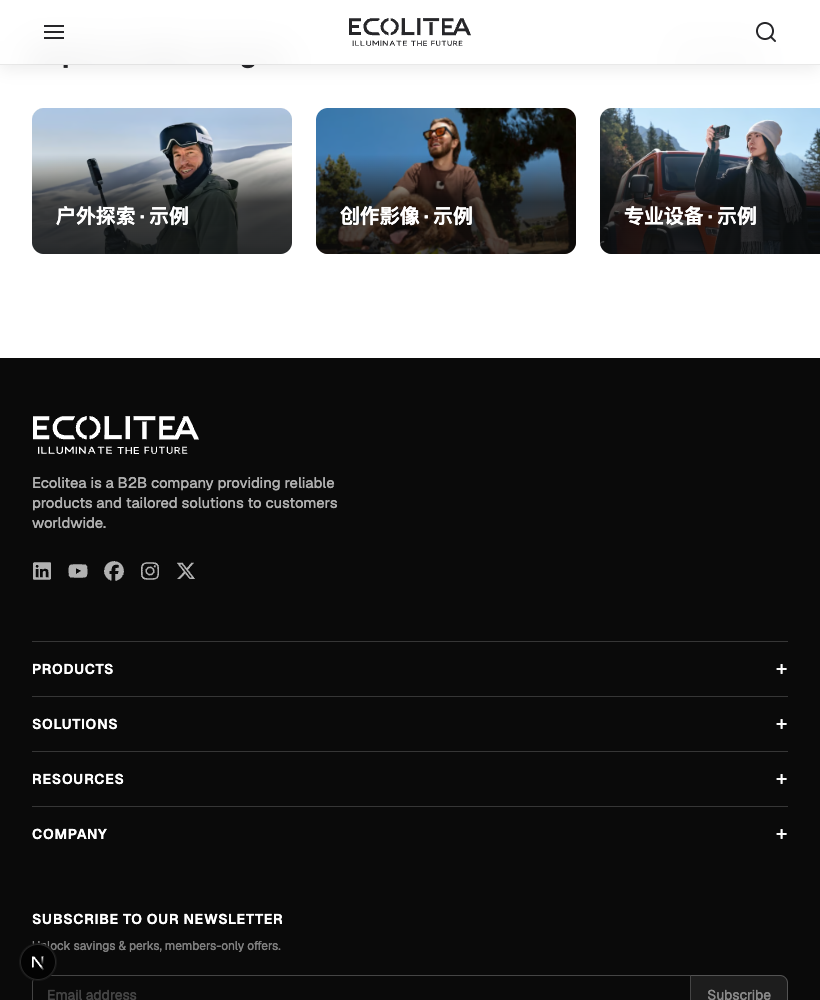 ECOLITEA
ILLUMINATE THE FUTURE
户外探索 · 示例
创作影像 · 示例
专业设备 · 示例
ECOLITEA
ILLUMINATE THE FUTURE
Ecolitea is a B2B company providing reliable
products and tailored solutions to customers
worldwide.
PRODUCTS +
SOLUTIONS +
RESOURCES +
COMPANY +
SUBSCRIBE TO OUR NEWSLETTER
Unlock savings & perks, members-only offers.
N
Email address
Subscribe